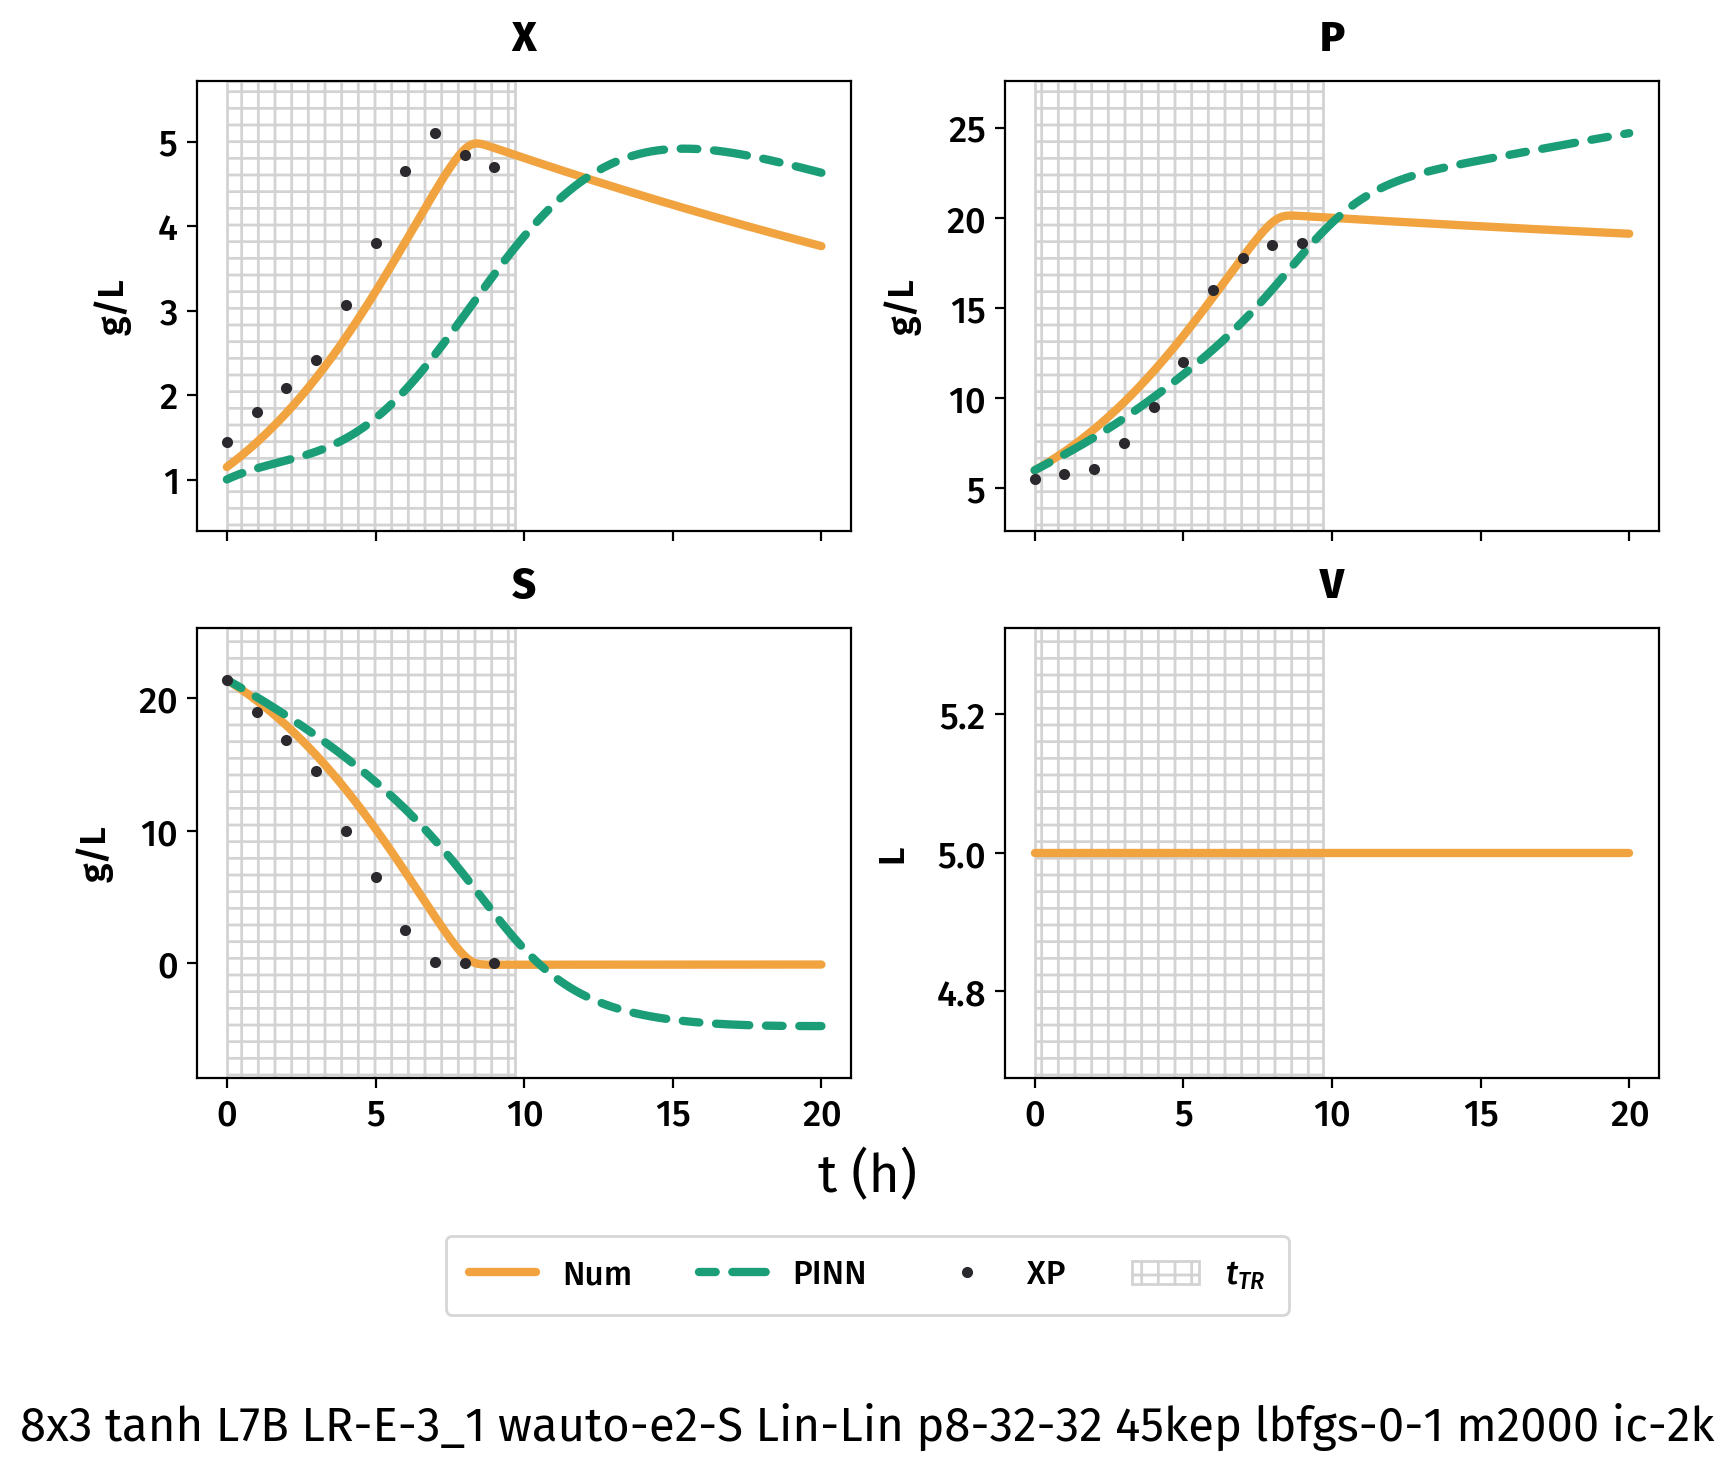 X
P
5
4
3
2
1
g/L
25
20
15
10
5
g/L
S
V
20
10
0
g/L
0 5 10 15 20
5.2
5.0
4.8
L
0 5 10 15 20
t (h)
Num PINN XP tTR
8x3 tanh L7B LR-E-3_1 wauto-e2-S Lin-Lin p8-32-32 45kep lbfgs-0-1 m2000 ic-2k